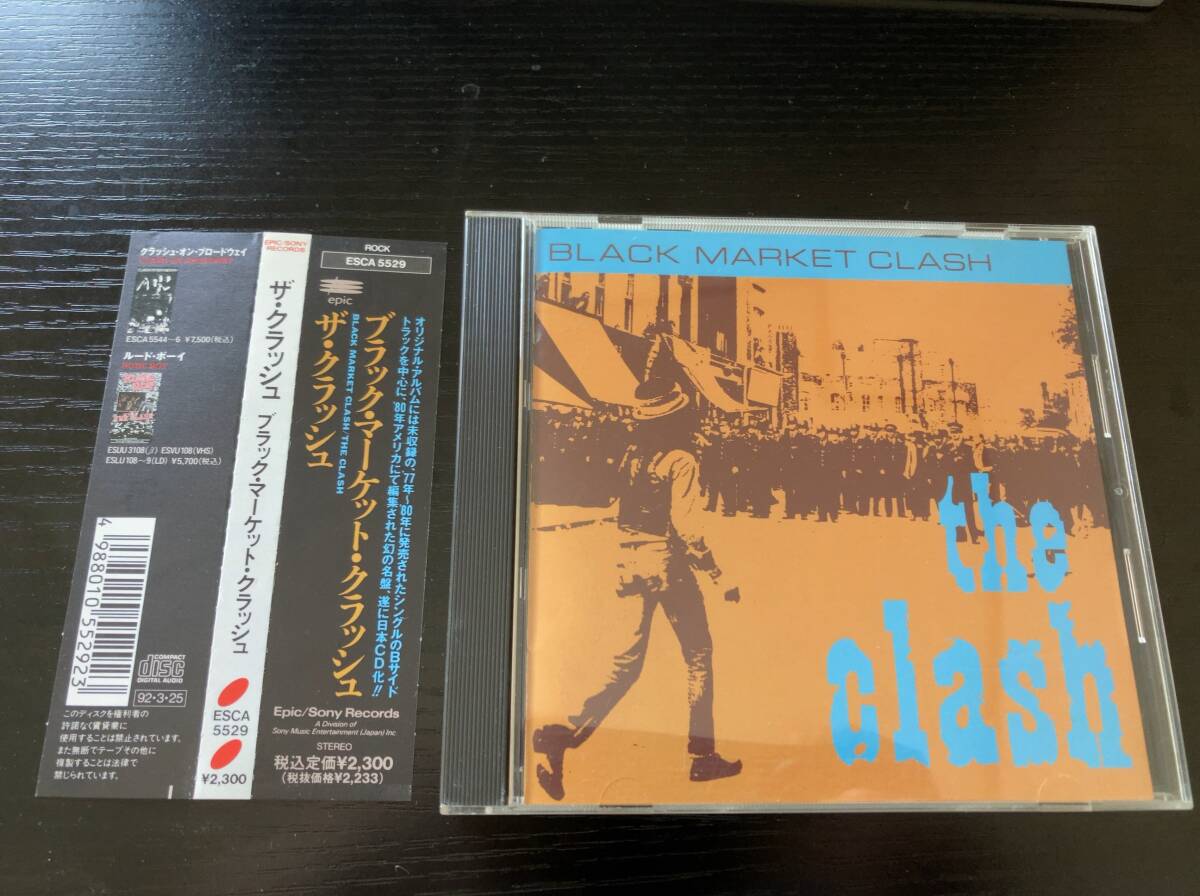 クラッシュ・オン・ブロードウェイ
ESCA 5544〜6 ¥7,500(税込)
ルード・ボーイ
ESUU 3108(β) ESVU 108(VHS)
ESLU 108〜9(LD) ¥5,700(税込)
4 988010 552923
COMPACT
disc
DIGITAL AUDIO
92・3・25
このディスクを権利者の
許諾なく賃貸業に
使用することは禁止されています。
また無断でテープその他に
複製することは法律で
禁じられています。
EPIC/SONY
RECORDS
ザ・クラッシュ ブラック・マーケット・クラッシュ
ESCA
5529
¥2,300
ROCK
ESCA 5529
epic
オリジナル・アルバムには未収録の、'77年〜'80年に発売されたシングルのBサイド
トラックを中心に、'80年アメリカにて編集された幻の名盤、遂に日本CD化!!
ブラック・マーケット・クラッシュ
BLACK MARKET CLASH/THE CLASH
ザ・クラッシュ
Epic/Sony Records
A Division of
Sony Music Entertainment (Japan) Inc.
STEREO
税込定価¥2,300
(税抜価格¥2,233)
BLACK MARKET CLASH
the
clash